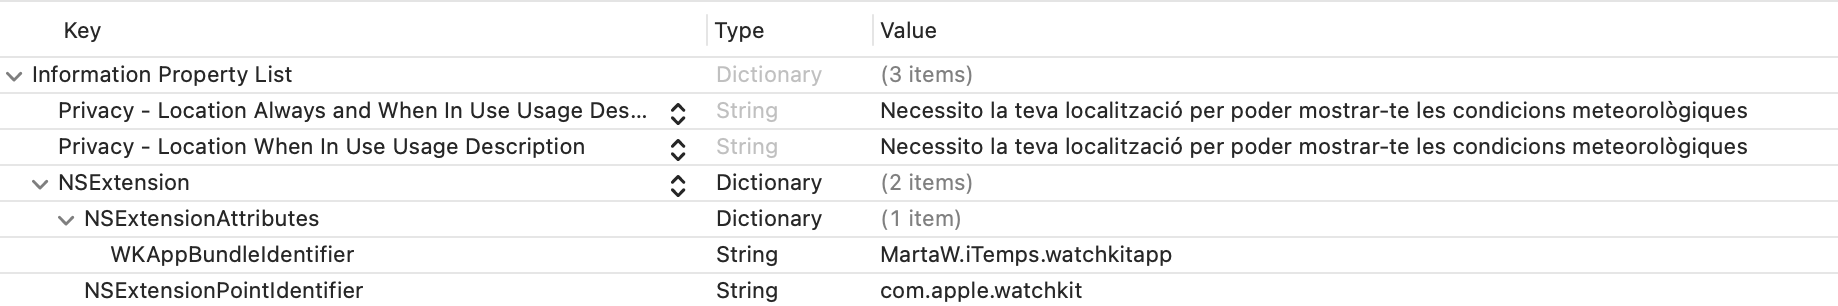 Key Type Value
Information Property List Dictionary (3 items)
Privacy - Location Always and When In Use Usage Des... String Necessito la teva localització per poder mostrar-te les condicions meteorològiques
Privacy - Location When In Use Usage Description String Necessito la teva localització per poder mostrar-te les condicions meteorològiques
NSExtension Dictionary (2 items)
NSExtensionAttributes Dictionary (1 item)
WKAppBundleIdentifier String MartaW.iTemps.watchkitapp
NSExtensionPointIdentifier String com.apple.watchkit